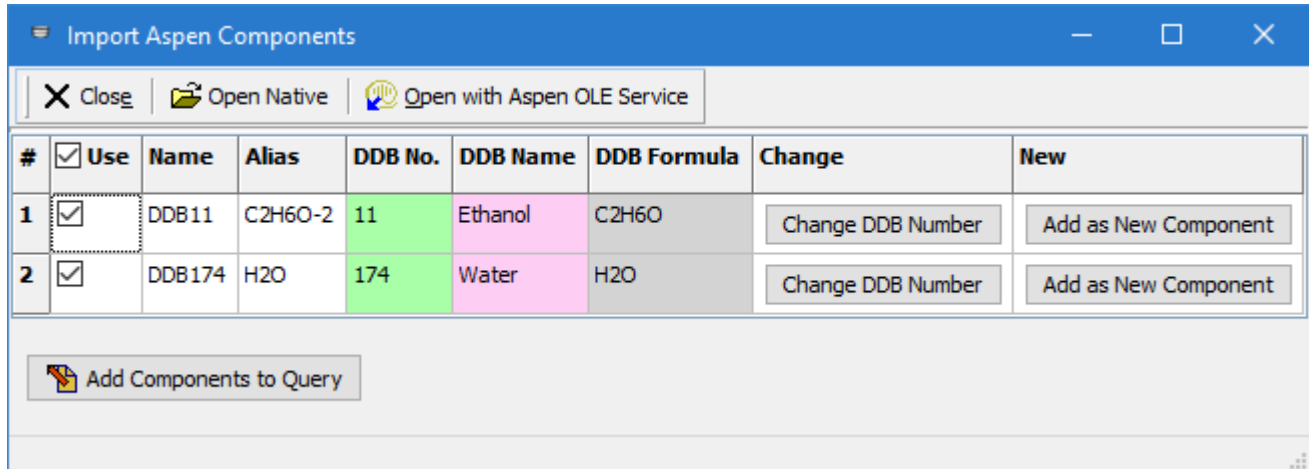 Import Aspen Components
Close Open Native Open with Aspen OLE Service
# Use Name Alias DDB No. DDB Name DDB Formula Change New
1 DDB11 C2H6O-2 11 Ethanol C2H6O Change DDB Number Add as New Component
2 DDB174 H2O 174 Water H2O Change DDB Number Add as New Component
Add Components to Query